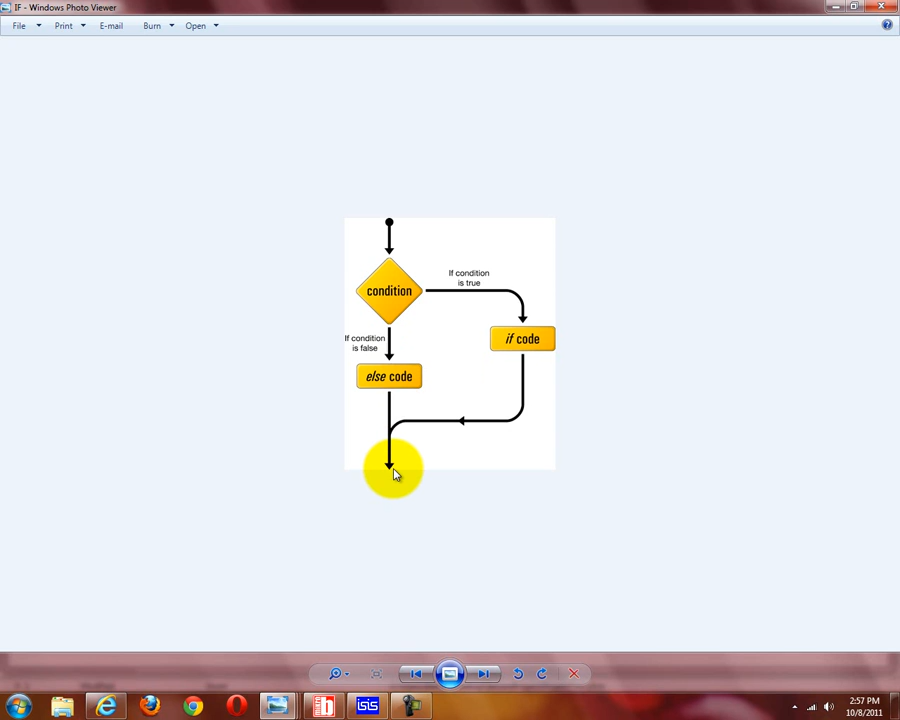 IF - Windows Photo Viewer
File Print E-mail Burn Open
If condition
is true
condition
If condition
is false
if code
else code
isis
2:57 PM
10/8/2011